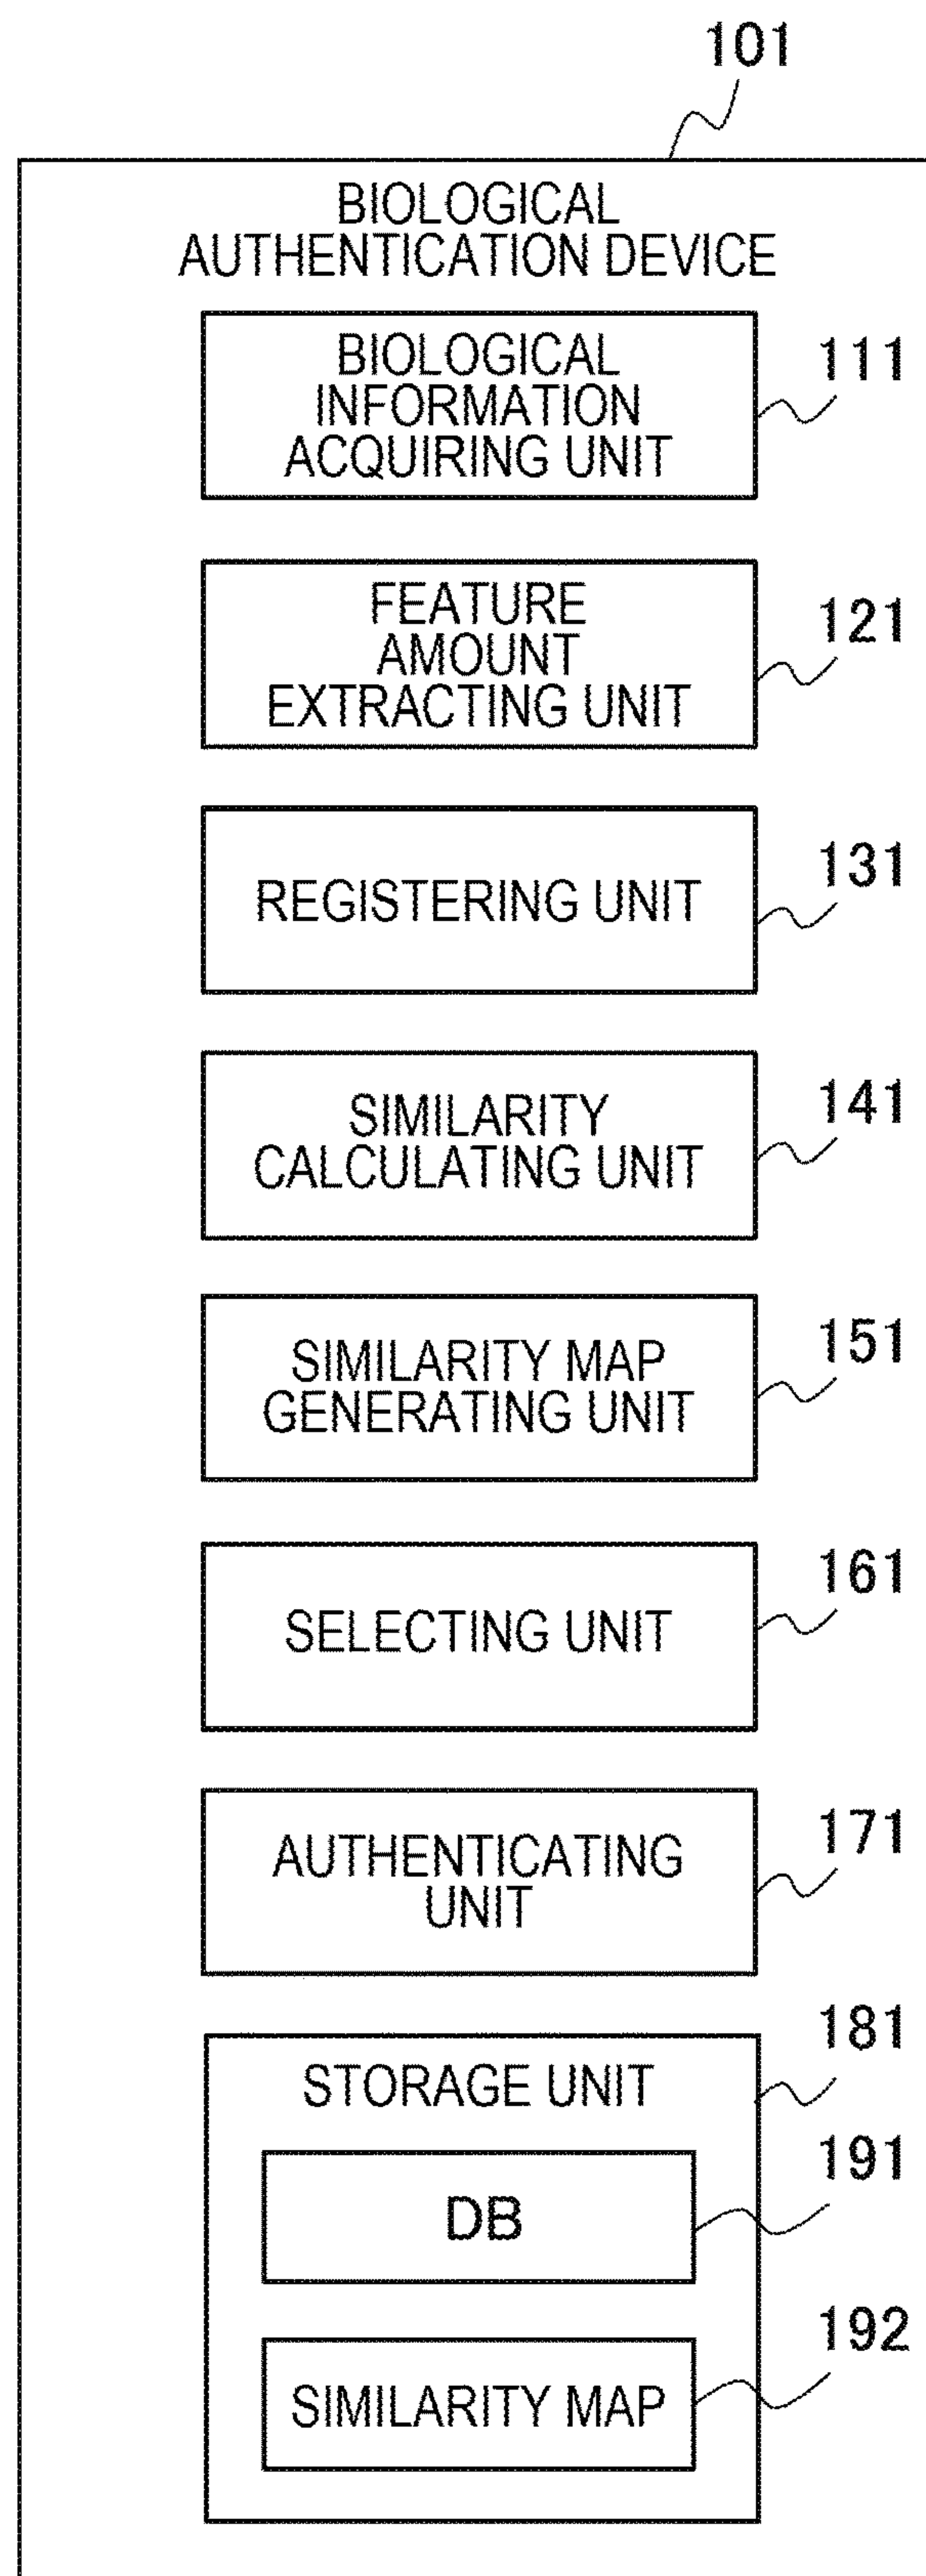 101
BIOLOGICAL
AUTHENTICATION DEVICE
BIOLOGICAL
INFORMATION
ACQUIRING UNIT
111
FEATURE
AMOUNT
EXTRACTING UNIT
121
REGISTERING UNIT
131
SIMILARITY
CALCULATING UNIT
141
SIMILARITY MAP
GENERATING UNIT
151
SELECTING UNIT
161
AUTHENTICATING
UNIT
171
STORAGE UNIT
181
DB
191
SIMILARITY MAP
192